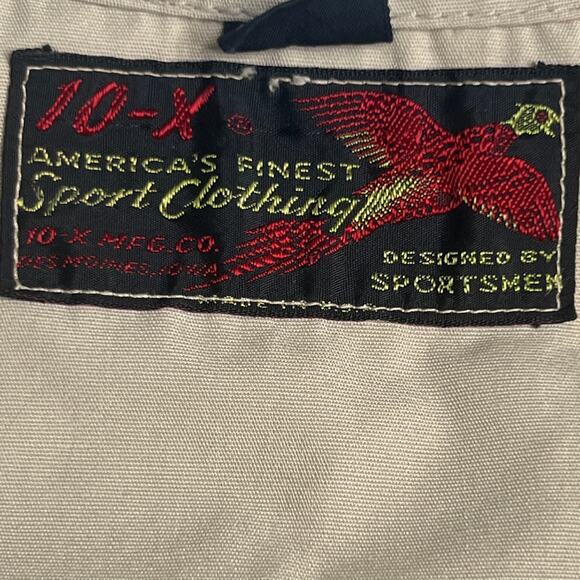 10-X ®
AMERICA'S FINEST
Sport Clothing
10-X MFG. CO.
DES MOINES, IOWA
DESIGNED BY
SPORTSMEN